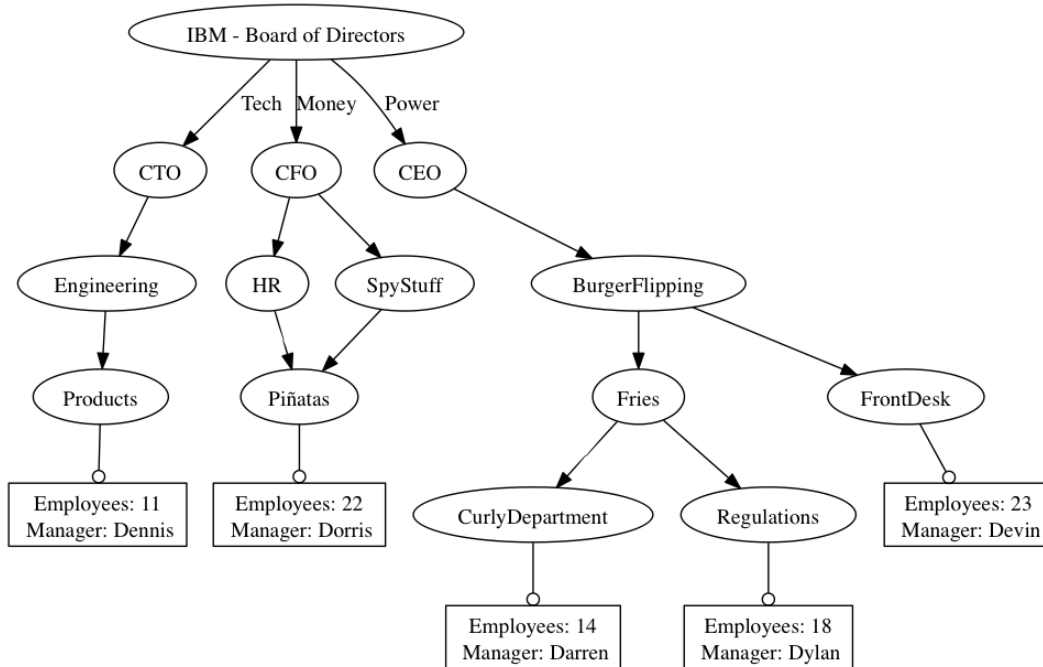 IBM - Board of Directors
Tech
Money
Power
CTO
CFO
CEO
Engineering
HR
SpyStuff
BurgerFlipping
Products
Piñatas
Fries
FrontDesk
Employees: 11
Manager: Dennis
Employees: 22
Manager: Dorris
CurlyDepartment
Regulations
Employees: 23
Manager: Devin
Employees: 14
Manager: Darren
Employees: 18
Manager: Dylan